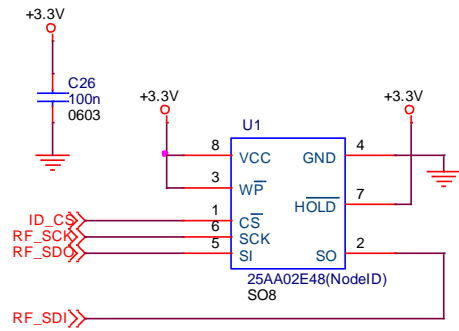 +3.3V
C26
100n
0603
+3.3V
+3.3V
U1
8 VCC GND 4
3 WP
HOLD 7
ID_CS 1 CS
RF_SCK 6 SCK
RF_SDO 5 SI SO 2
25AA02E48(NodeID)
SO8
RF_SDI